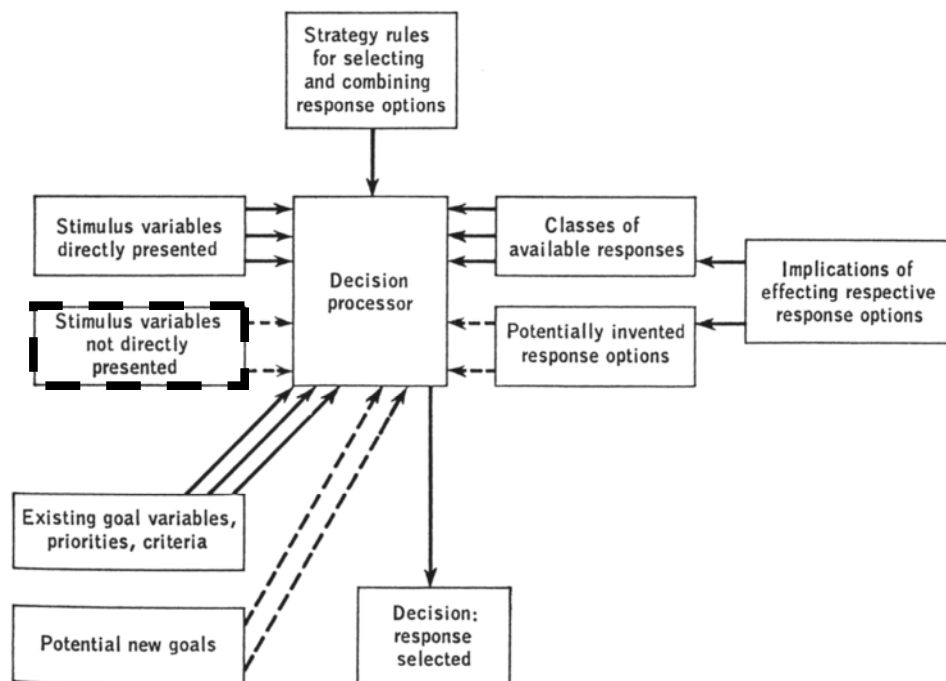 Strategy rules
for selecting
and combining
response options
Stimulus variables
directly presented
Decision
processor
Classes of
available responses
Implications of
effecting respective
response options
Stimulus variables
not directly
presented
Potentially invented
response options
Existing goal variables,
priorities, criteria
Potential new goals
Decision:
response
selected